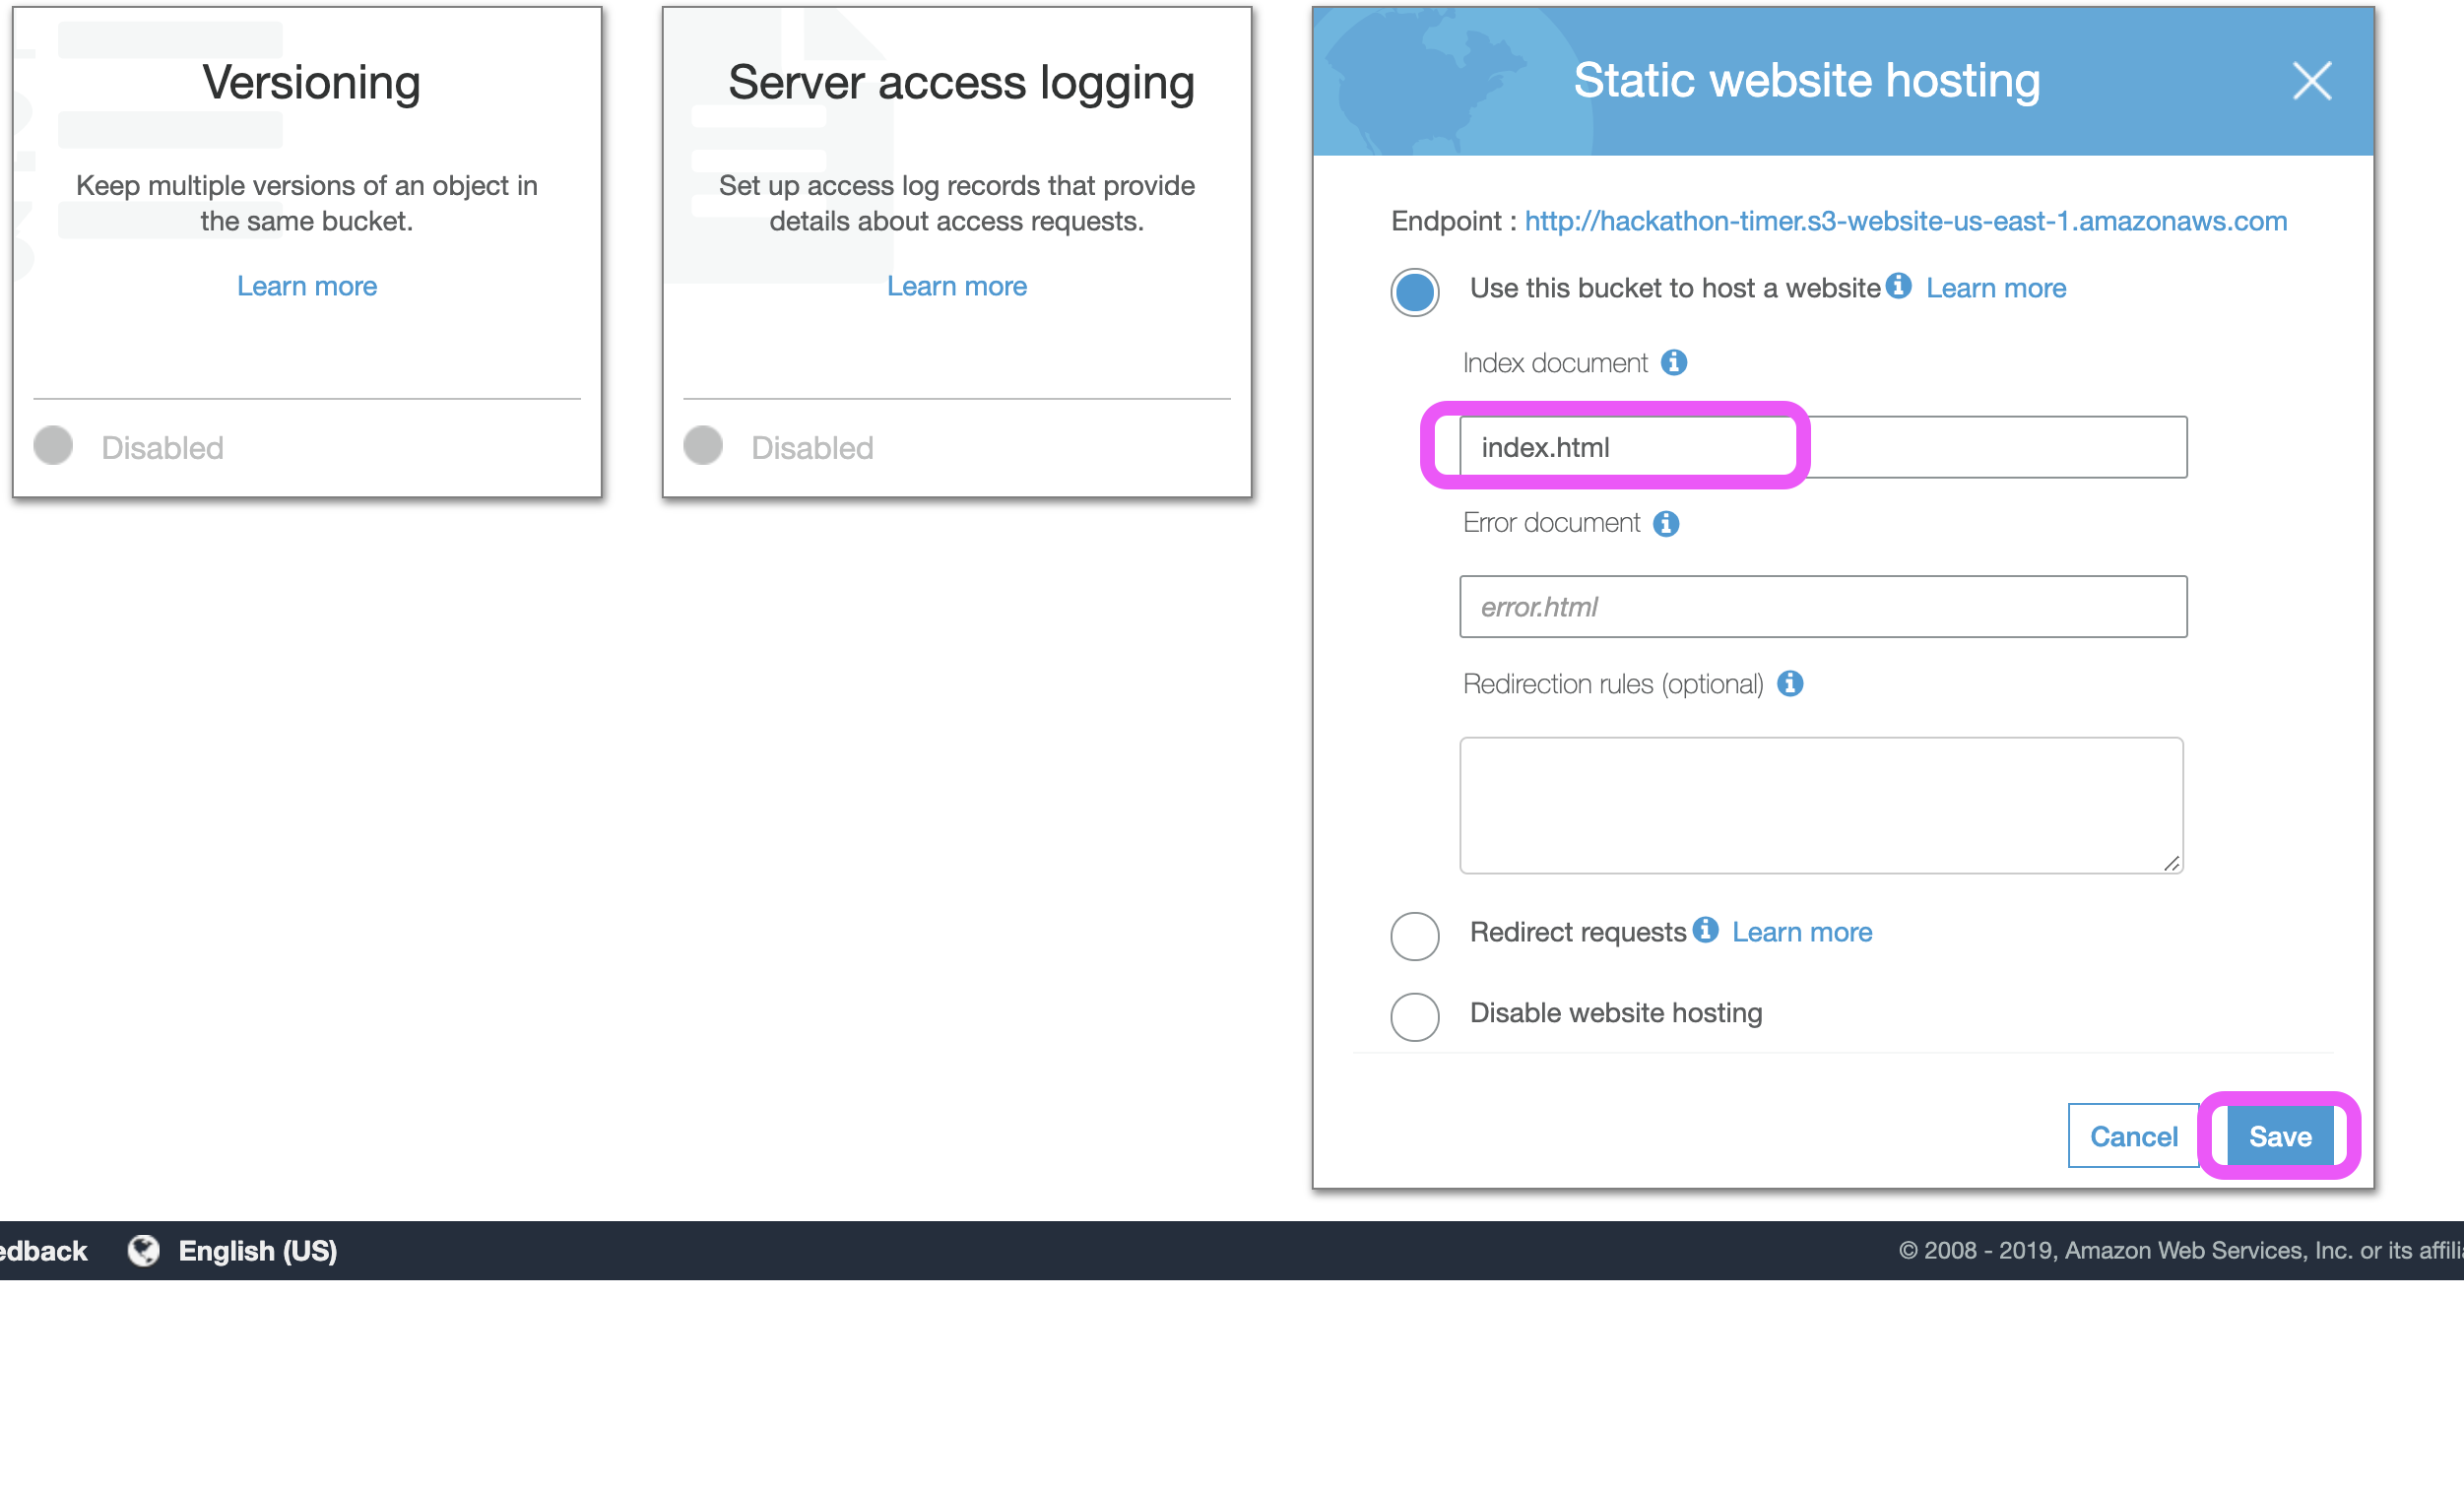 Versioning
Keep multiple versions of an object in
the same bucket.
Learn more
Disabled
Server access logging
Set up access log records that provide
details about access requests.
Learn more
Disabled
Static website hosting
Endpoint : http://hackathon-timer.s3-website-us-east-1.amazonaws.com
Use this bucket to host a website Learn more
Index document
index.html
Error document
error.html
Redirection rules (optional)
Redirect requests Learn more
Disable website hosting
Cancel Save
edback English (US)
© 2008 - 2019, Amazon Web Services, Inc. or its affili